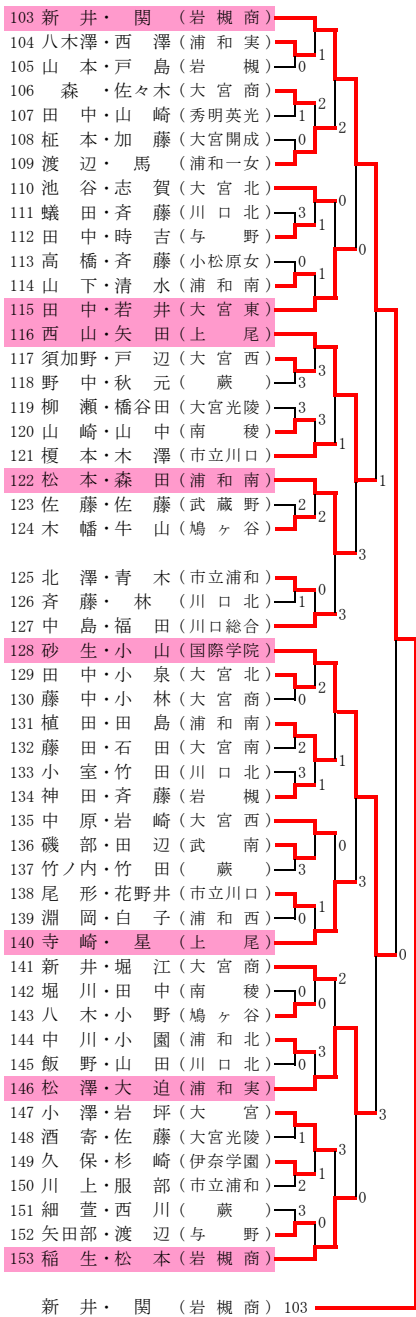 103 新井・関 (岩槻商)
104 八木澤・西澤 (浦和実)
105 山本・戸島 (岩槻)
106 森・佐々木 (大宮商)
107 田中・山崎 (秀明英光)
108 柾本・加藤 (大宮開成)
109 渡辺・馬 (浦和一女)
110 池谷・志賀 (大宮北)
111 蟻田・斉藤 (川口北)
112 田中・時吉 (与野)
113 高橋・斉藤 (小松原女)
114 山下・清水 (浦和南)
115 田中・若井 (大宮東)
116 西山・矢田 (上尾)
117 須加野・戸辺 (大宮西)
118 野中・秋元 (蕨)
119 柳瀬・橋谷田 (大宮光陵)
120 山崎・山中 (南稜)
121 榎本・木澤 (市立川口)
122 松本・森田 (浦和南)
123 佐藤・佐藤 (武蔵野)
124 木幡・牛山 (鳩ヶ谷)
125 北澤・青木 (市立浦和)
126 斉藤・林 (川口北)
127 中島・福田 (川口総合)
128 砂生・小山 (国際学院)
129 田中・小泉 (大宮北)
130 藤中・小林 (大宮商)
131 植田・田島 (浦和南)
132 藤田・石田 (大宮南)
133 小室・竹田 (川口北)
134 神田・斉藤 (岩槻)
135 中原・岩崎 (大宮西)
136 磯部・田辺 (武南)
137 竹ノ内・竹田 (蕨)
138 尾形・花野井 (市立川口)
139 淵岡・白子 (浦和西)
140 寺崎・星 (上尾)
141 新井・堀江 (大宮商)
142 堀川・田中 (南稜)
143 八木・小野 (鳩ヶ谷)
144 中川・小園 (浦和北)
145 飯野・山田 (川口北)
146 松澤・大迫 (浦和実)
147 小澤・岩坪 (大宮)
148 酒寄・佐藤 (大宮光陵)
149 久保・杉崎 (伊奈学園)
150 川上・服部 (市立浦和)
151 細萱・西川 (蕨)
152 矢田部・渡辺 (与野)
153 稲生・松本 (岩槻商)
新井・関 (岩槻商) 103
0
1
2
1
0
2
0
3
1
0
0
1
3
3
3
3
1
1
2
2
3
0
1
3
2
0
1
2
3
1
0
3
3
1
0
0
2
0
0
3
0
3
1
3
1
2
0
3
0